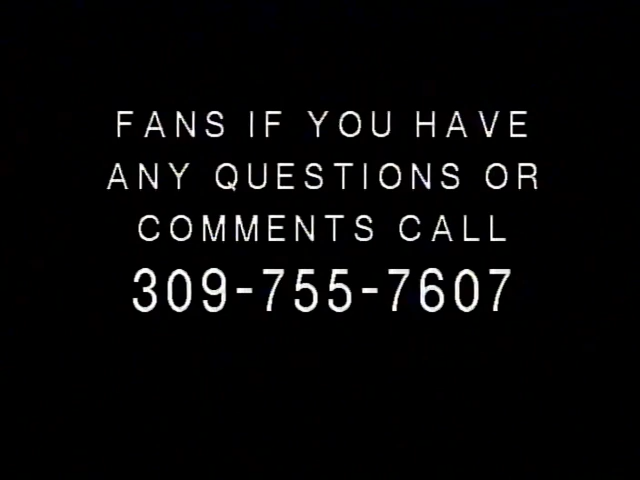 FANS IF YOU HAVE
ANY QUESTIONS OR
COMMENTS CALL
309-755-7607